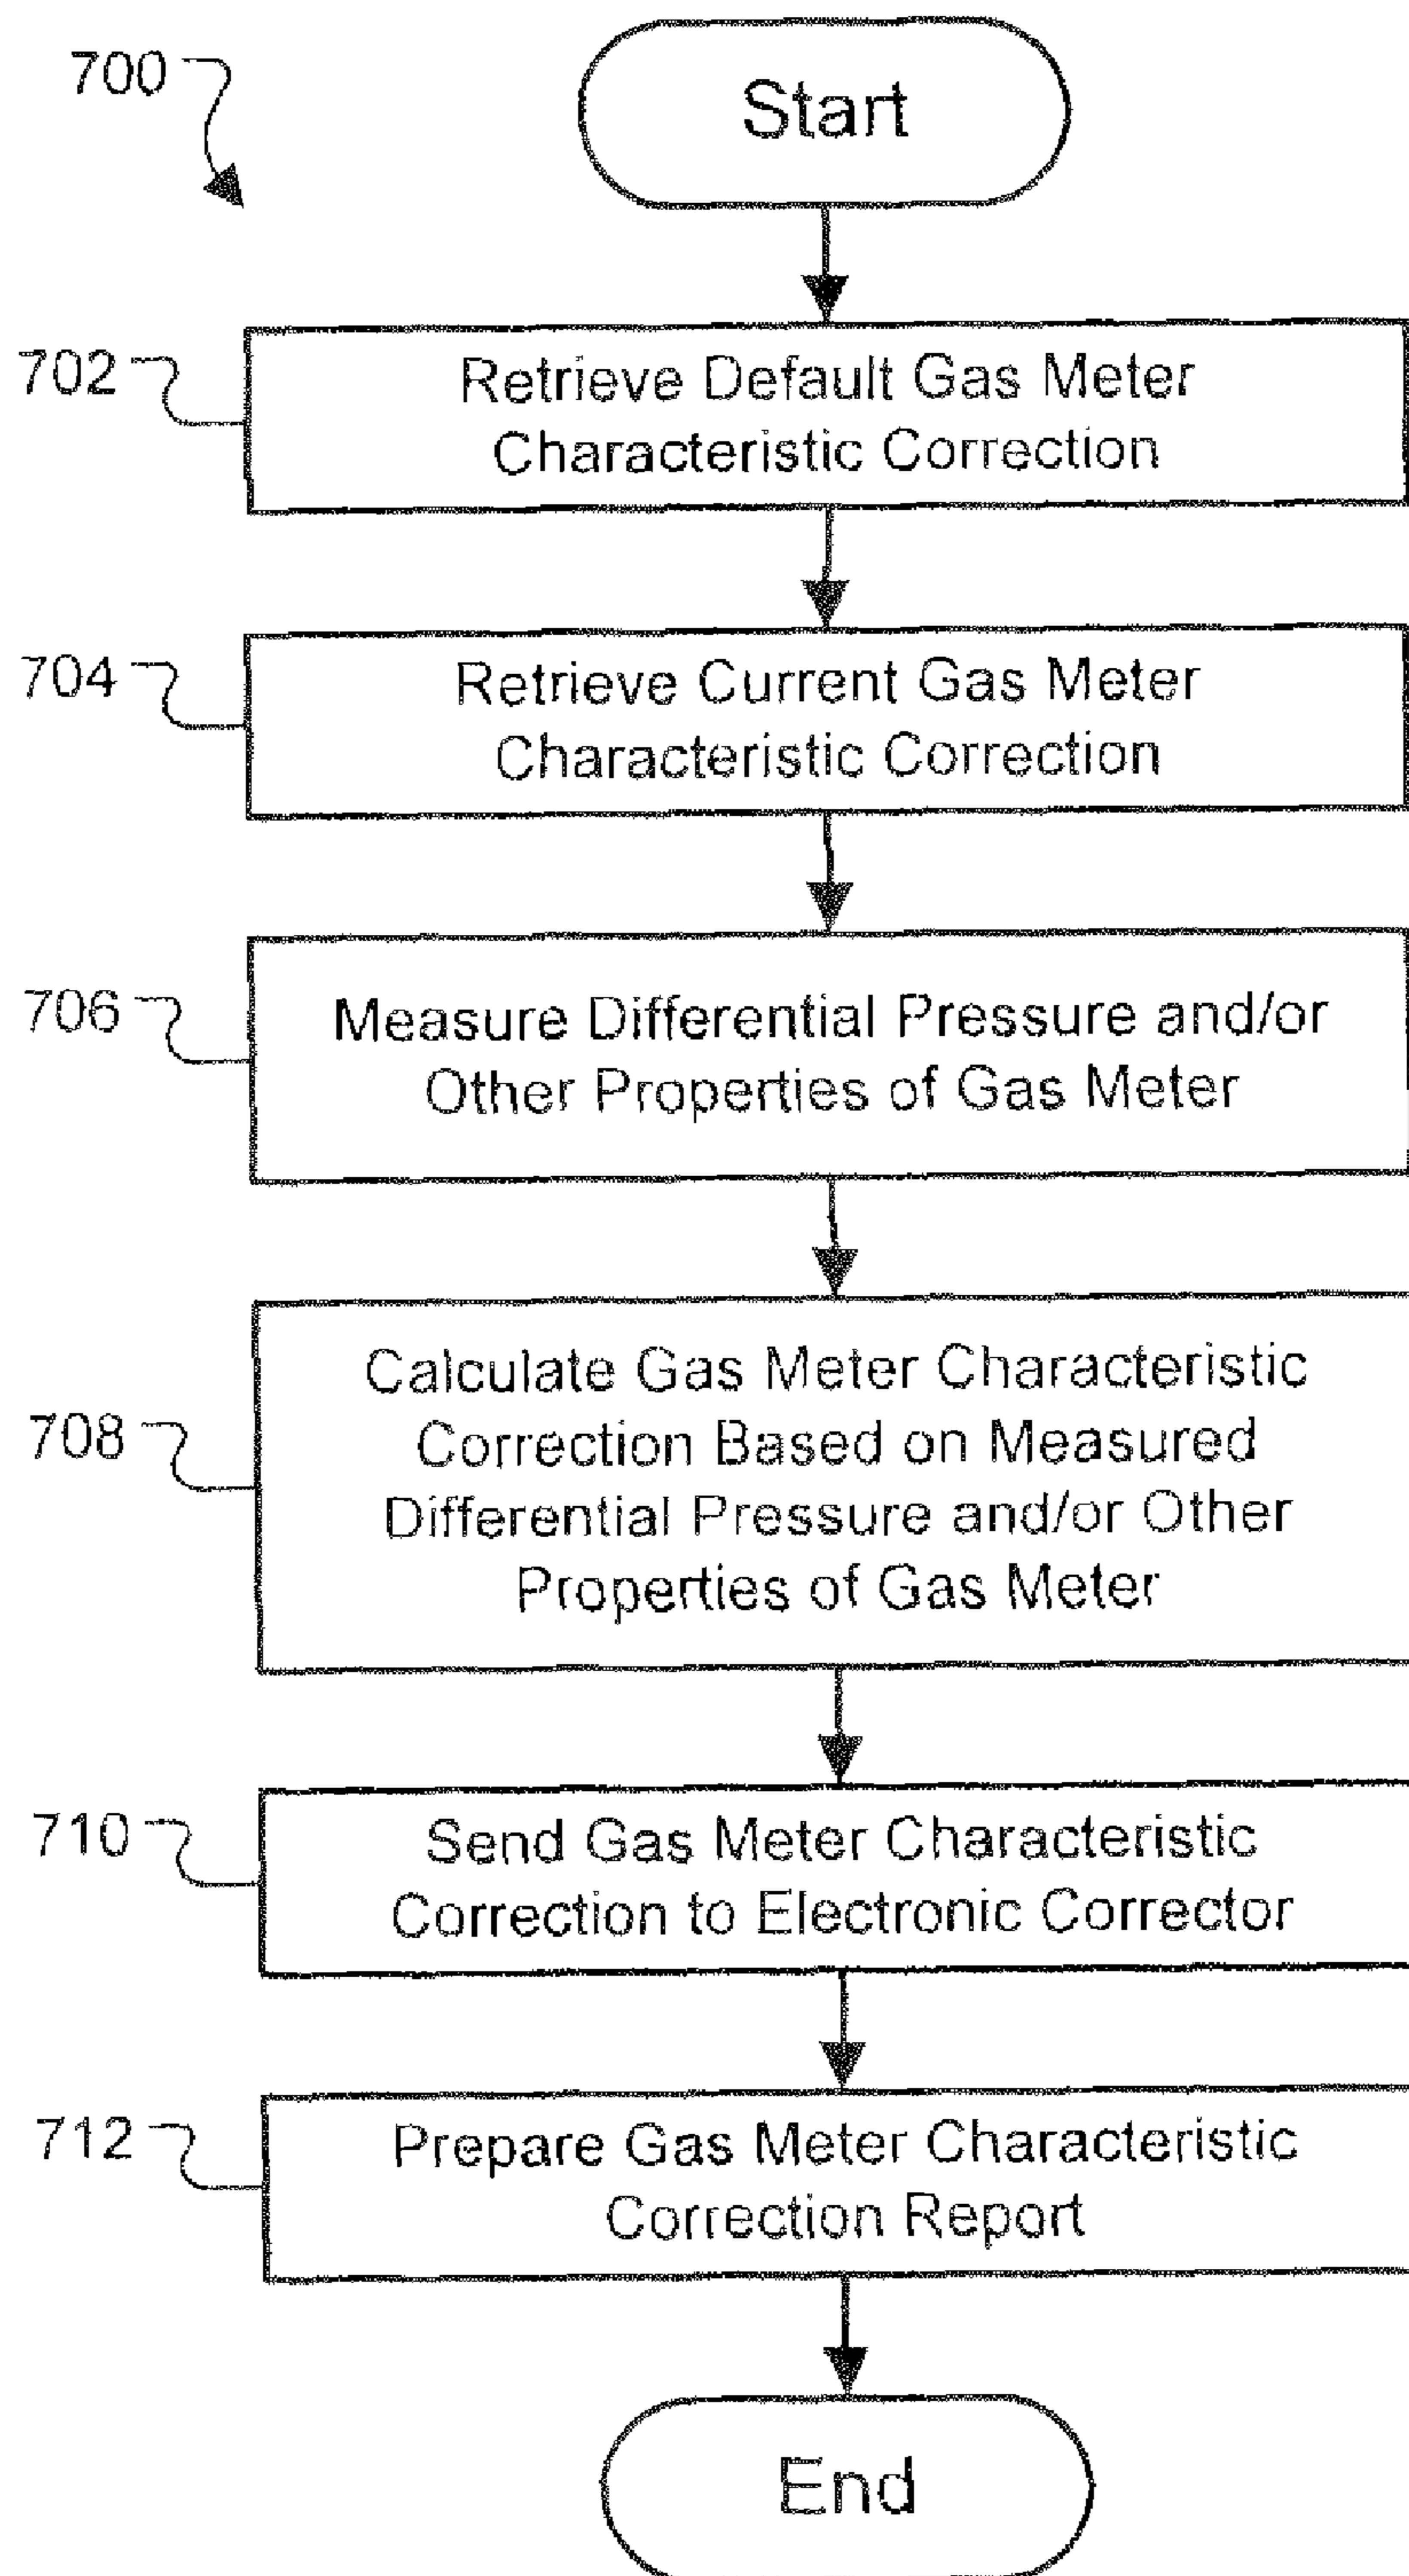 700
Start
702
Retrieve Default Gas Meter
Characteristic Correction
704
Retrieve Current Gas Meter
Characteristic Correction
706
Measure Differential Pressure and/or
Other Properties of Gas Meter
708
Calculate Gas Meter Characteristic
Correction Based on Measured
Differential Pressure and/or Other
Properties of Gas Meter
710
Send Gas Meter Characteristic
Correction to Electronic Corrector
712
Prepare Gas Meter Characteristic
Correction Report
End